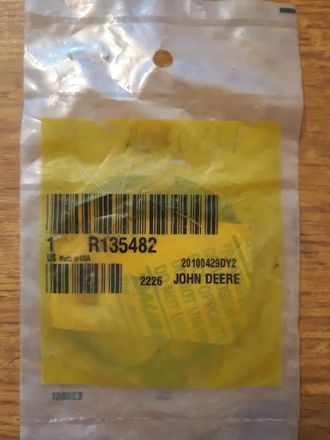 1 R135482
US Made in USA
20100429DY2
2226 JOHN DEERE